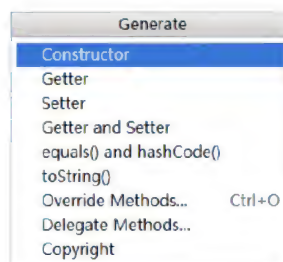 Generate
Constructor
Getter
Setter
Getter and Setter
equals() and hashCode()
toString()
Override Methods... Ctrl+O
Delegate Methods...
Copyright